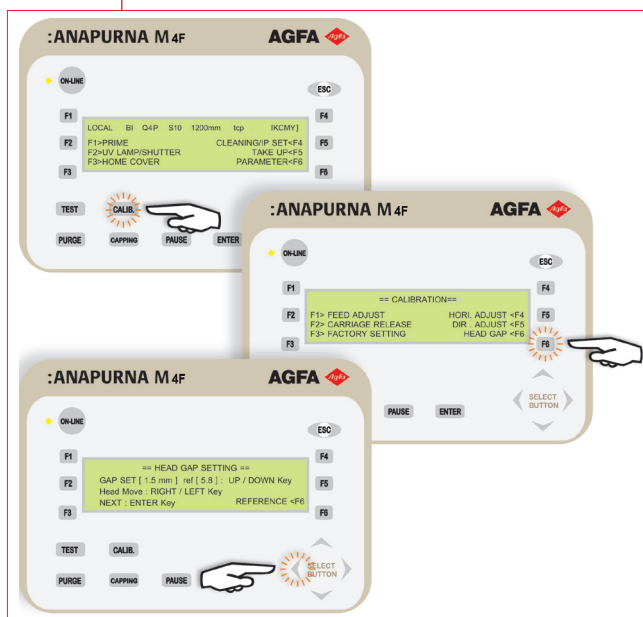 :ANAPURNA M 4F AGFA Agfa
ON-LINE
ESC
F1 F4
LOCAL BI Q4P S10 1200mm tcp IKCMY]
F2 F1>PRIME CLEANING/IP SET<F4 F5
F2>UV LAMP/SHUTTER TAKE UP<F5
F3>HOME COVER PARAMETER<F6
F3 F6
TEST CALIB.
PURGE CAPPING PAUSE ENTER
:ANAPURNA M 4F AGFA Agfa
ON-LINE
ESC
F1 F4
== CALIBRATION==
F2 F1> FEED ADJUST HORI. ADJUST <F4 F5
F2> CARRIAGE RELEASE DIR . ADJUST <F5
F3> FACTORY SETTING HEAD GAP <F6
F3 F6
SELECT
BUTTON
PAUSE ENTER
:ANAPURNA M 4F AGFA Agfa
ON-LINE
ESC
F1 F4
== HEAD GAP SETTING ==
F2 GAP SET [ 1.5 mm ] ref [ 5.8 ] : UP / DOWN Key F5
Head Move : RIGHT / LEFT Key
NEXT : ENTER Key REFERENCE <F6
F3 F6
TEST CALIB.
SELECT
BUTTON
PURGE CAPPING PAUSE